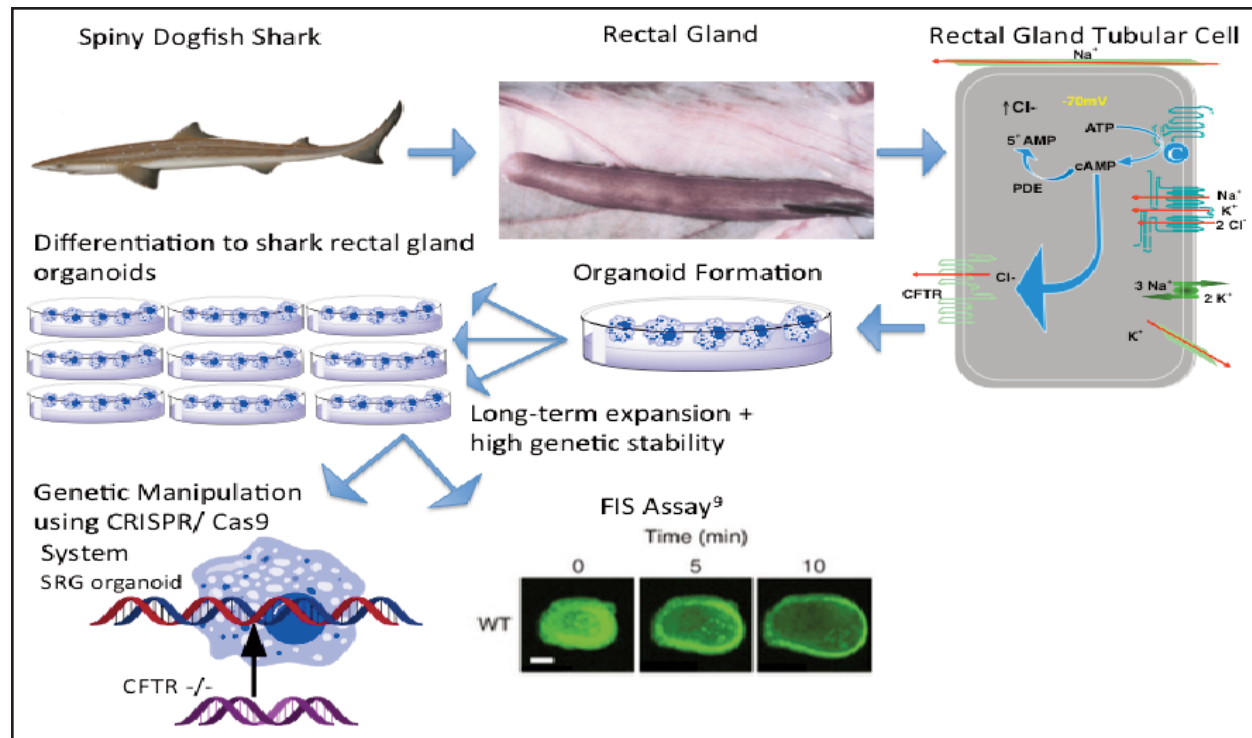 Spiny Dogfish Shark
Rectal Gland
Rectal Gland Tubular Cell
Na⁺
↑Cl-
-70mV
ATP
5" AMP
cAMP
PDE
C
Na⁺
K⁺
2 Cl⁻
Cl-
CFTR
3 Na⁺
2 K⁺
K⁺
Organoid Formation
Differentiation to shark rectal gland
organoids
Long-term expansion +
high genetic stability
Genetic Manipulation
using CRISPR/ Cas9
System
SRG organoid
CFTR -/-
FIS Assay⁹
Time (min)
0 5 10
WT